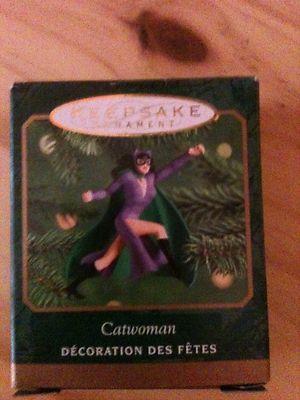 KEEPSAKE
ORNAMENT
Catwoman
DÉCORATION DES FÊTES